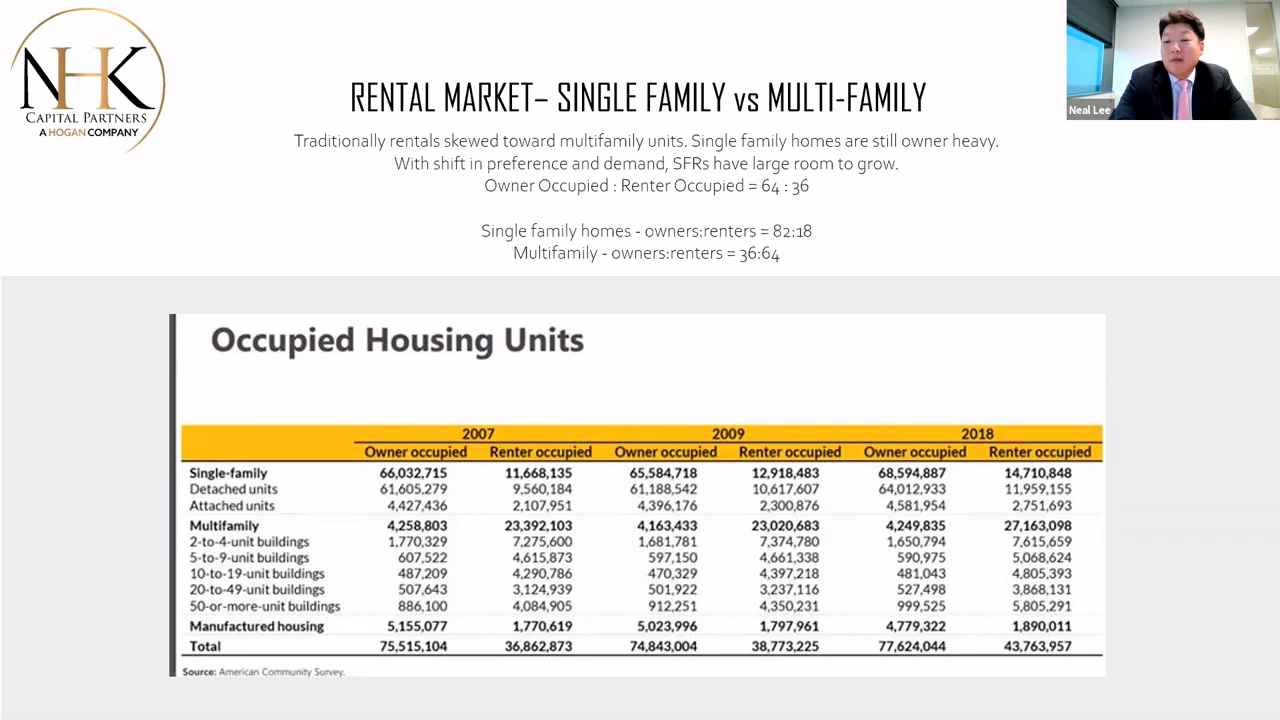 NHK
CAPITAL PARTNERS
A HOGAN COMPANY
Neal Lee
RENTAL MARKET– SINGLE FAMILY vs MULTI-FAMILY
Traditionally rentals skewed toward multifamily units. Single family homes are still owner heavy.
With shift in preference and demand, SFRs have large room to grow.
Owner Occupied : Renter Occupied = 64 : 36
Single family homes - owners:renters = 82:18
Multifamily - owners:renters = 36:64
Occupied Housing Units
2007 2009 2018
Owner occupied Renter occupied Owner occupied Renter occupied Owner occupied Renter occupied
Single-family 66,032,715 11,668,135 65,584,718 12,918,483 68,594,887 14,710,848
Detached units 61,605,279 9,560,184 61,188,542 10,617,607 64,012,933 11,959,155
Attached units 4,427,436 2,107,951 4,396,176 2,300,876 4,581,954 2,751,693
Multifamily 4,258,803 23,392,103 4,163,433 23,020,683 4,249,835 27,163,098
2-to-4-unit buildings 1,770,329 7,275,600 1,681,781 7,374,780 1,650,794 7,615,659
5-to-9-unit buildings 607,522 4,615,873 597,150 4,661,338 590,975 5,068,624
10-to-19-unit buildings 487,209 4,290,786 470,329 4,397,218 481,043 4,805,393
20-to-49-unit buildings 507,643 3,124,939 501,922 3,237,116 527,498 3,868,131
50-or-more-unit buildings 886,100 4,084,905 912,251 4,350,231 999,525 5,805,291
Manufactured housing 5,155,077 1,770,619 5,023,996 1,797,961 4,779,322 1,890,011
Total 75,515,104 36,862,873 74,843,004 38,773,225 77,624,044 43,763,957
Source: American Community Survey.